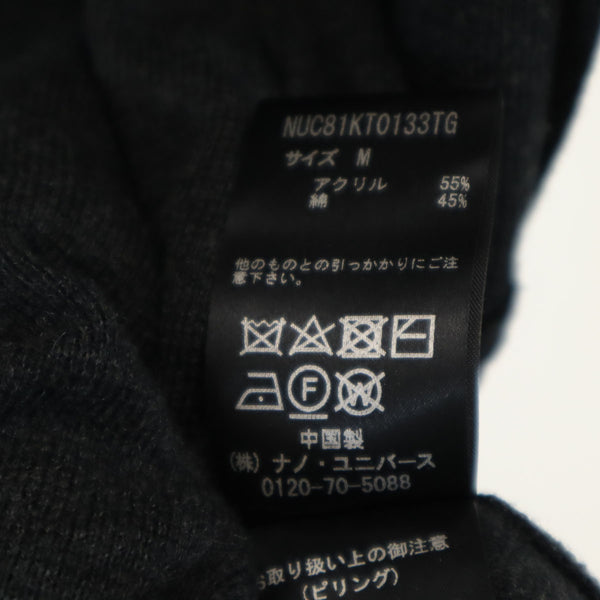 NUC81KT0133TG
サイズ M
アクリル 55%
綿 45%
他のものとの引っかかりにご注
意下さい。
F
W
中国製
(株)ナノ・ユニバース
0120-70-5088
お取り扱い上の御注意
(ピリング)